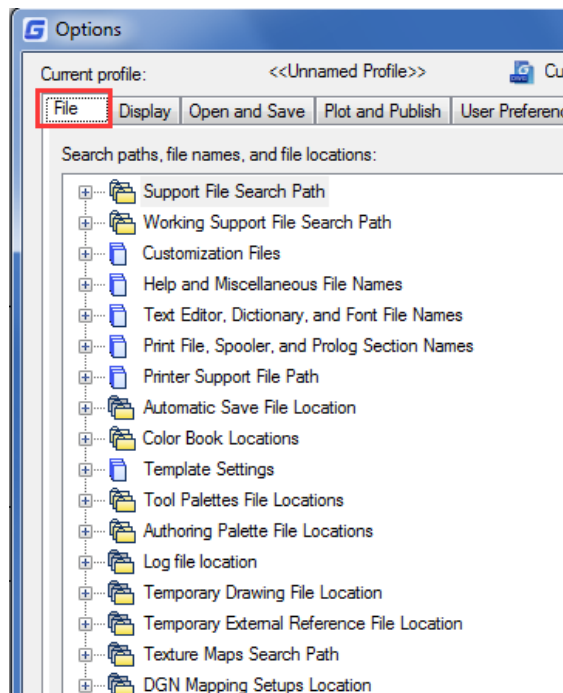 Options
Current profile: <<Unnamed Profile>> Cu
File Display Open and Save Plot and Publish User Preferenc
Search paths, file names, and file locations:
Support File Search Path
Working Support File Search Path
Customization Files
Help and Miscellaneous File Names
Text Editor, Dictionary, and Font File Names
Print File, Spooler, and Prolog Section Names
Printer Support File Path
Automatic Save File Location
Color Book Locations
Template Settings
Tool Palettes File Locations
Authoring Palette File Locations
Log file location
Temporary Drawing File Location
Temporary External Reference File Location
Texture Maps Search Path
DGN Mapping Setups Location